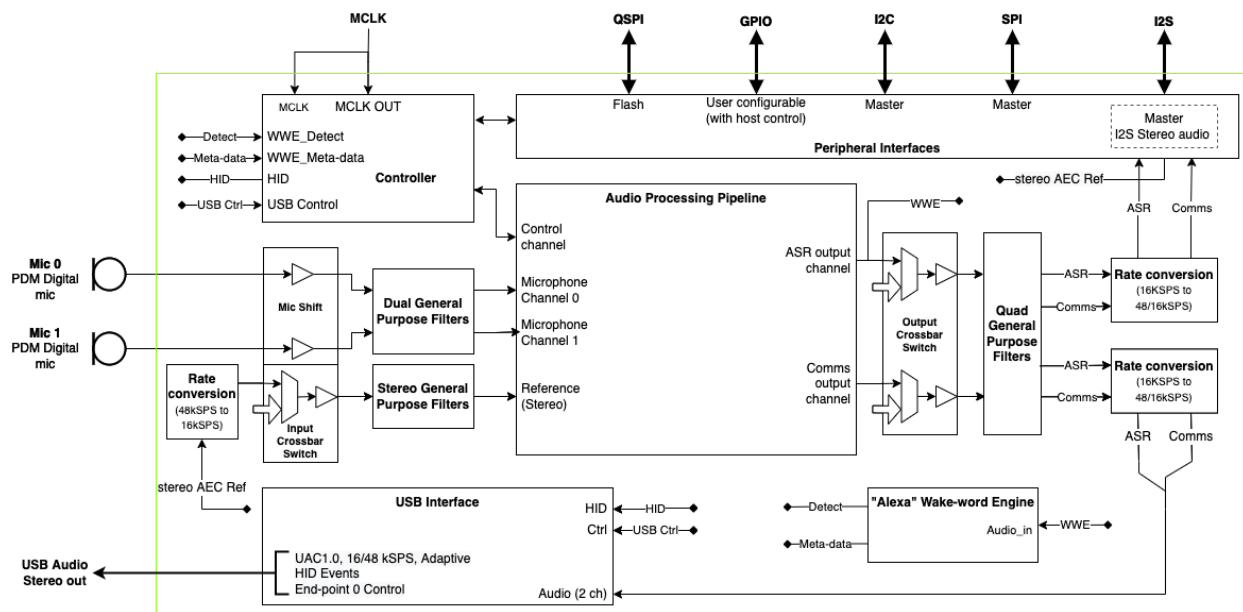 MCLK
QSPI
GPIO
I2C
SPI
I2S
MCLK
MCLK OUT
Flash
User configurable
(with host control)
Master
Master
Master
I2S Stereo audio
Peripheral Interfaces
Detect
WWE_Detect
Meta-data
WWE_Meta-data
HID
HID
Controller
USB Ctrl
USB Control
stereo AEC Ref
ASR
Comms
Audio Processing Pipeline
WWE
Control
channel
ASR output
channel
Mic 0
PDM Digital
mic
Mic Shift
Dual General
Purpose Filters
Microphone
Channel 0
Microphone
Channel 1
Mic 1
PDM Digital
mic
Output
Crossbar
Switch
Quad
General
Purpose
Filters
ASR
Comms
Rate conversion
(16KSPS to
48/16kSPS)
Rate
conversion
(48kSPS to
16kSPS)
Input
Crossbar
Switch
Stereo General
Purpose Filters
Reference
(Stereo)
Comms
output
channel
ASR
Comms
Rate conversion
(16KSPS to
48/16kSPS)
ASR
Comms
stereo AEC Ref
USB Interface
HID
HID
Ctrl
USB Ctrl
UAC1.0, 16/48 kSPS, Adaptive
HID Events
End-point 0 Control
Audio (2 ch)
USB Audio
Stereo out
"Alexa" Wake-word Engine
Detect
Meta-data
Audio_in
WWE